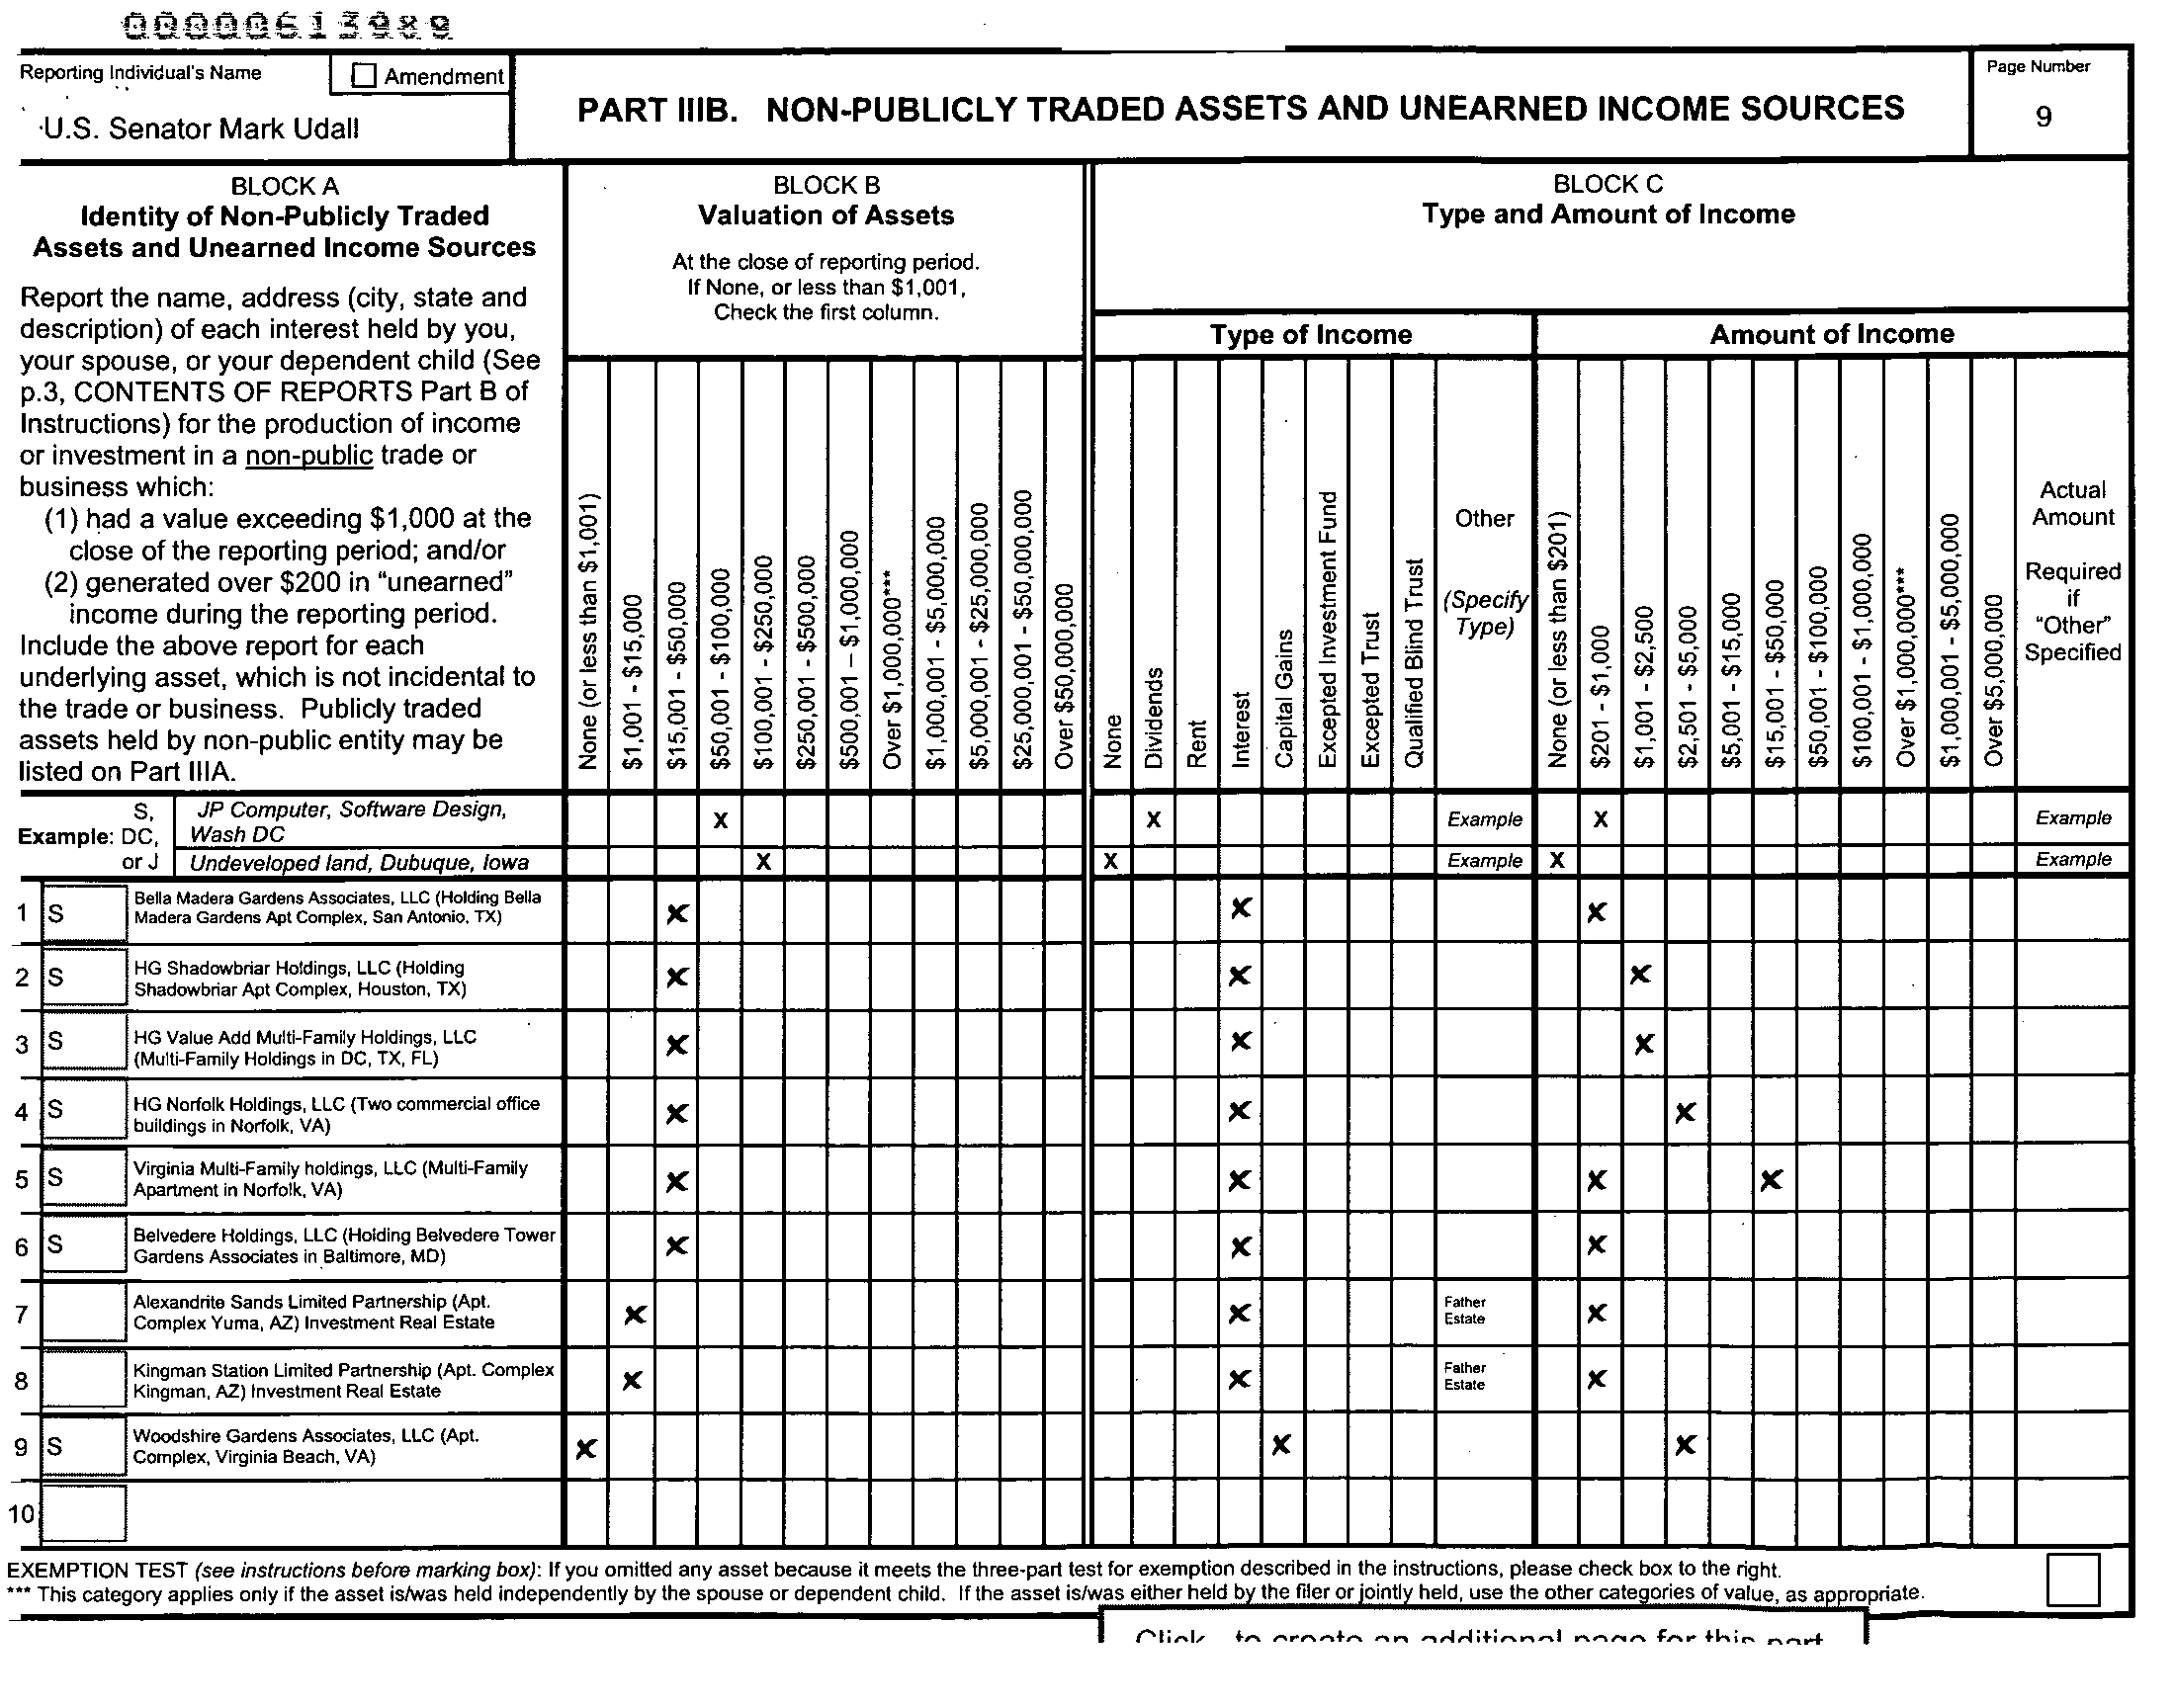 00000613989
Reporting Individual's Name
Amendment
U.S. Senator Mark Udall
PART IIIB. NON-PUBLICLY TRADED ASSETS AND UNEARNED INCOME SOURCES
Page Number
9
BLOCK A
Identity of Non-Publicly Traded
Assets and Unearned Income Sources
Report the name, address (city, state and
description) of each interest held by you,
your spouse, or your dependent child (See
p.3, CONTENTS OF REPORTS Part B of
Instructions) for the production of income
or investment in a non-public trade or
business which:
(1) had a value exceeding $1,000 at the
close of the reporting period; and/or
(2) generated over $200 in "unearned"
income during the reporting period.
Include the above report for each
underlying asset, which is not incidental to
the trade or business. Publicly traded
assets held by non-public entity may be
listed on Part IIIA.
BLOCK B
Valuation of Assets
At the close of reporting period.
If None, or less than $1,001,
Check the first column.
None (or less than $1,001)
$1,001 - $15,000
$15,001 - $50,000
$50,001 - $100,000
$100,001 - $250,000
$250,001 - $500,000
$500,001 – $1,000,000
Over $1,000,000***
$1,000,001 - $5,000,000
$5,000,001 - $25,000,000
$25,000,001 - $50,000,000
Over $50,000,000
BLOCK C
Type and Amount of Income
Type of Income
None
Dividends
Rent
Interest
Capital Gains
Excepted Investment Fund
Excepted Trust
Qualified Blind Trust
Other
(Specify
Type)
Amount of Income
None (or less than $201)
$201 - $1,000
$1,001 - $2,500
$2,501 - $5,000
$5,001 - $15,000
$15,001 - $50,000
$50,001 - $100,000
$100,001 - $1,000,000
Over $1,000,000***
$1,000,001 - $5,000,000
Over $5,000,000
Actual
Amount
Required
if
"Other"
Specified
Example: S, DC, or J
JP Computer, Software Design,
Wash DC
X X Example X Example
Undeveloped land, Dubuque, Iowa X X Example X Example
1 S Bella Madera Gardens Associates, LLC (Holding Bella
Madera Gardens Apt Complex, San Antonio, TX)
X X X
2 S HG Shadowbriar Holdings, LLC (Holding
Shadowbriar Apt Complex, Houston, TX)
X X X
3 S HG Value Add Multi-Family Holdings, LLC
(Multi-Family Holdings in DC, TX, FL)
X X X
4 S HG Norfolk Holdings, LLC (Two commercial office
buildings in Norfolk, VA)
X X X
5 S Virginia Multi-Family holdings, LLC (Multi-Family
Apartment in Norfolk, VA)
X X X X
6 S Belvedere Holdings, LLC (Holding Belvedere Tower
Gardens Associates in Baltimore, MD)
X X X
7 Alexandrite Sands Limited Partnership (Apt.
Complex Yuma, AZ) Investment Real Estate
X X Father
Estate X
8 Kingman Station Limited Partnership (Apt. Complex
Kingman, AZ) Investment Real Estate
X X Father
Estate X
9 S Woodshire Gardens Associates, LLC (Apt.
Complex, Virginia Beach, VA)
X X X
10
EXEMPTION TEST (see instructions before marking box): If you omitted any asset because it meets the three-part test for exemption described in the instructions, please check box to the right.
*** This category applies only if the asset is/was held independently by the spouse or dependent child. If the asset is/was either held by the filer or jointly held, use the other categories of value, as appropriate.
Click to create an additional page for this part